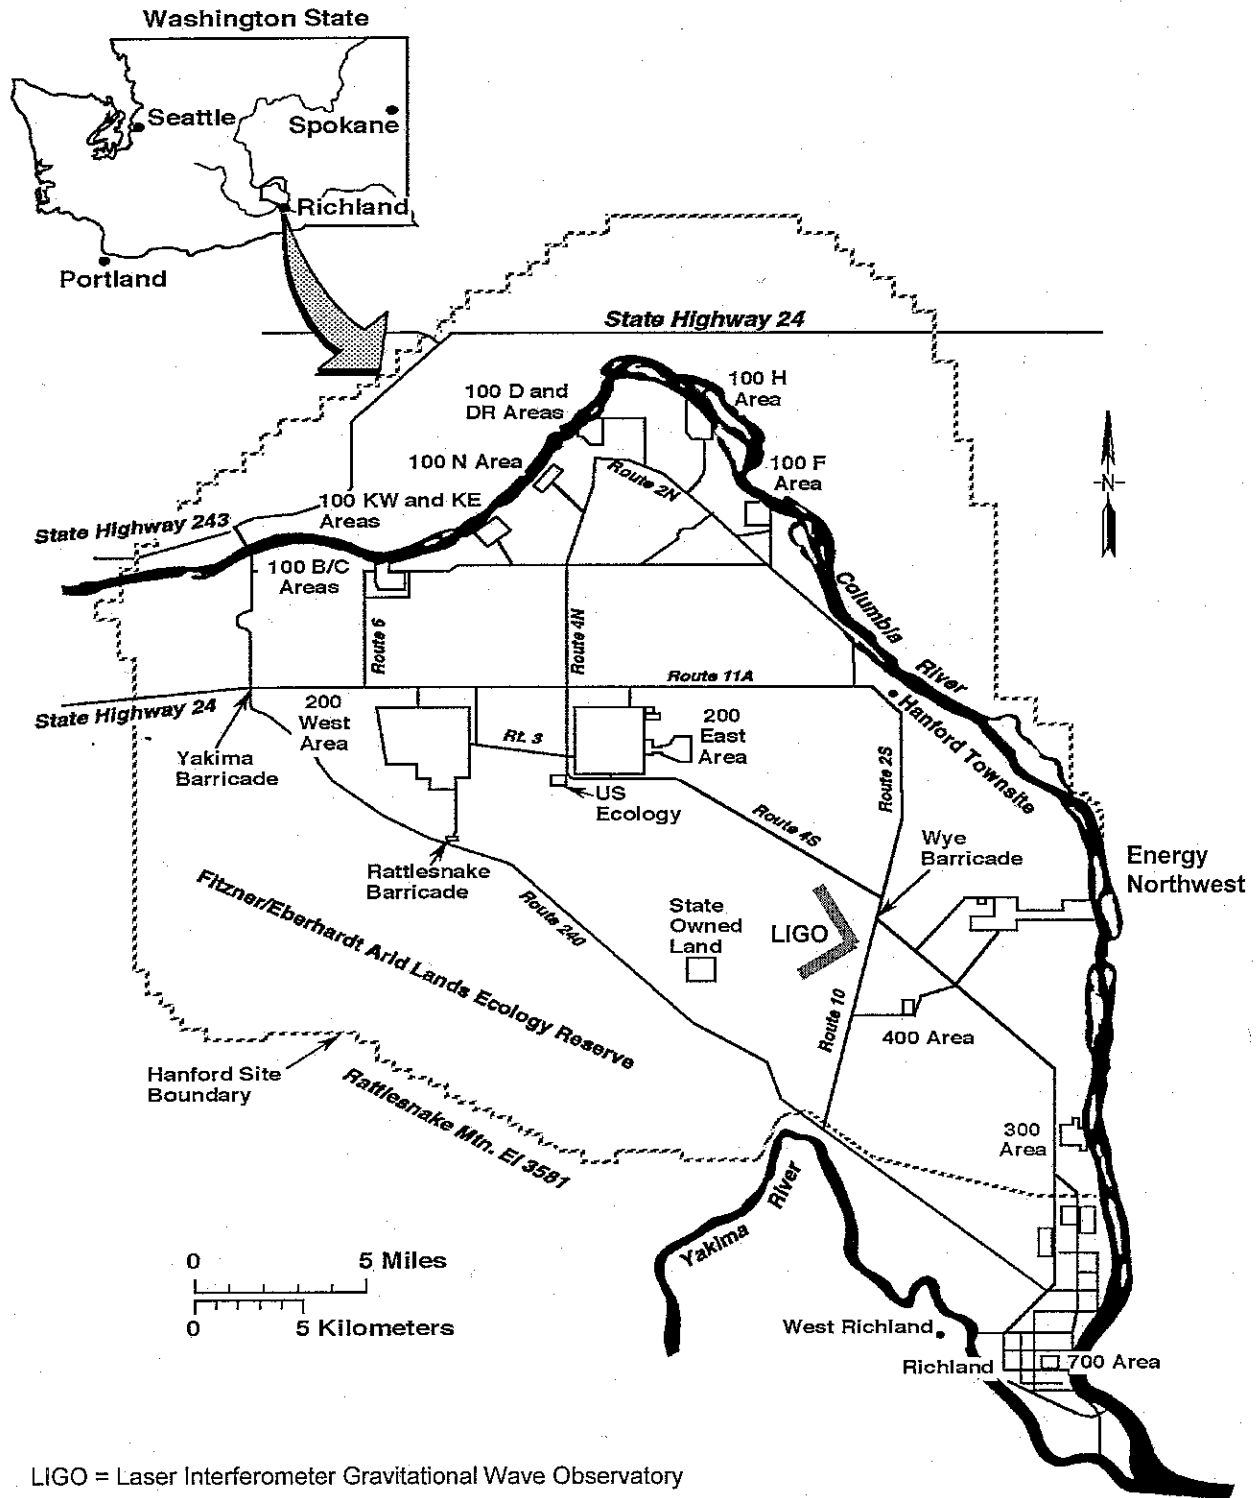 Washington State
Seattle
Spokane
Richland
Portland
State Highway 24
100 D and
DR Areas
100 H
Area
100 N Area
Route 2N
100 F
Area
N
100 KW and KE
Areas
State Highway 243
100 B/C
Areas
Columbia
River
Route 6
Route 4N
Route 11A
Hanford Townsite
State Highway 24
200
West
Area
200
East
Area
Rt. 3
Yakima
Barricade
US
Ecology
Route 2S
Route 4S
Wye
Barricade
Energy
Northwest
Rattlesnake
Barricade
Fitzner/Eberhardt Arid Lands Ecology Reserve
Route 240
State
Owned
Land
LIGO
Route 10
400 Area
Hanford Site
Boundary
Rattlesnake Mtn. El 3581
300
Area
Yakima
River
0 5 Miles
0 5 Kilometers
West Richland
Richland
700 Area
LIGO = Laser Interferometer Gravitational Wave Observatory